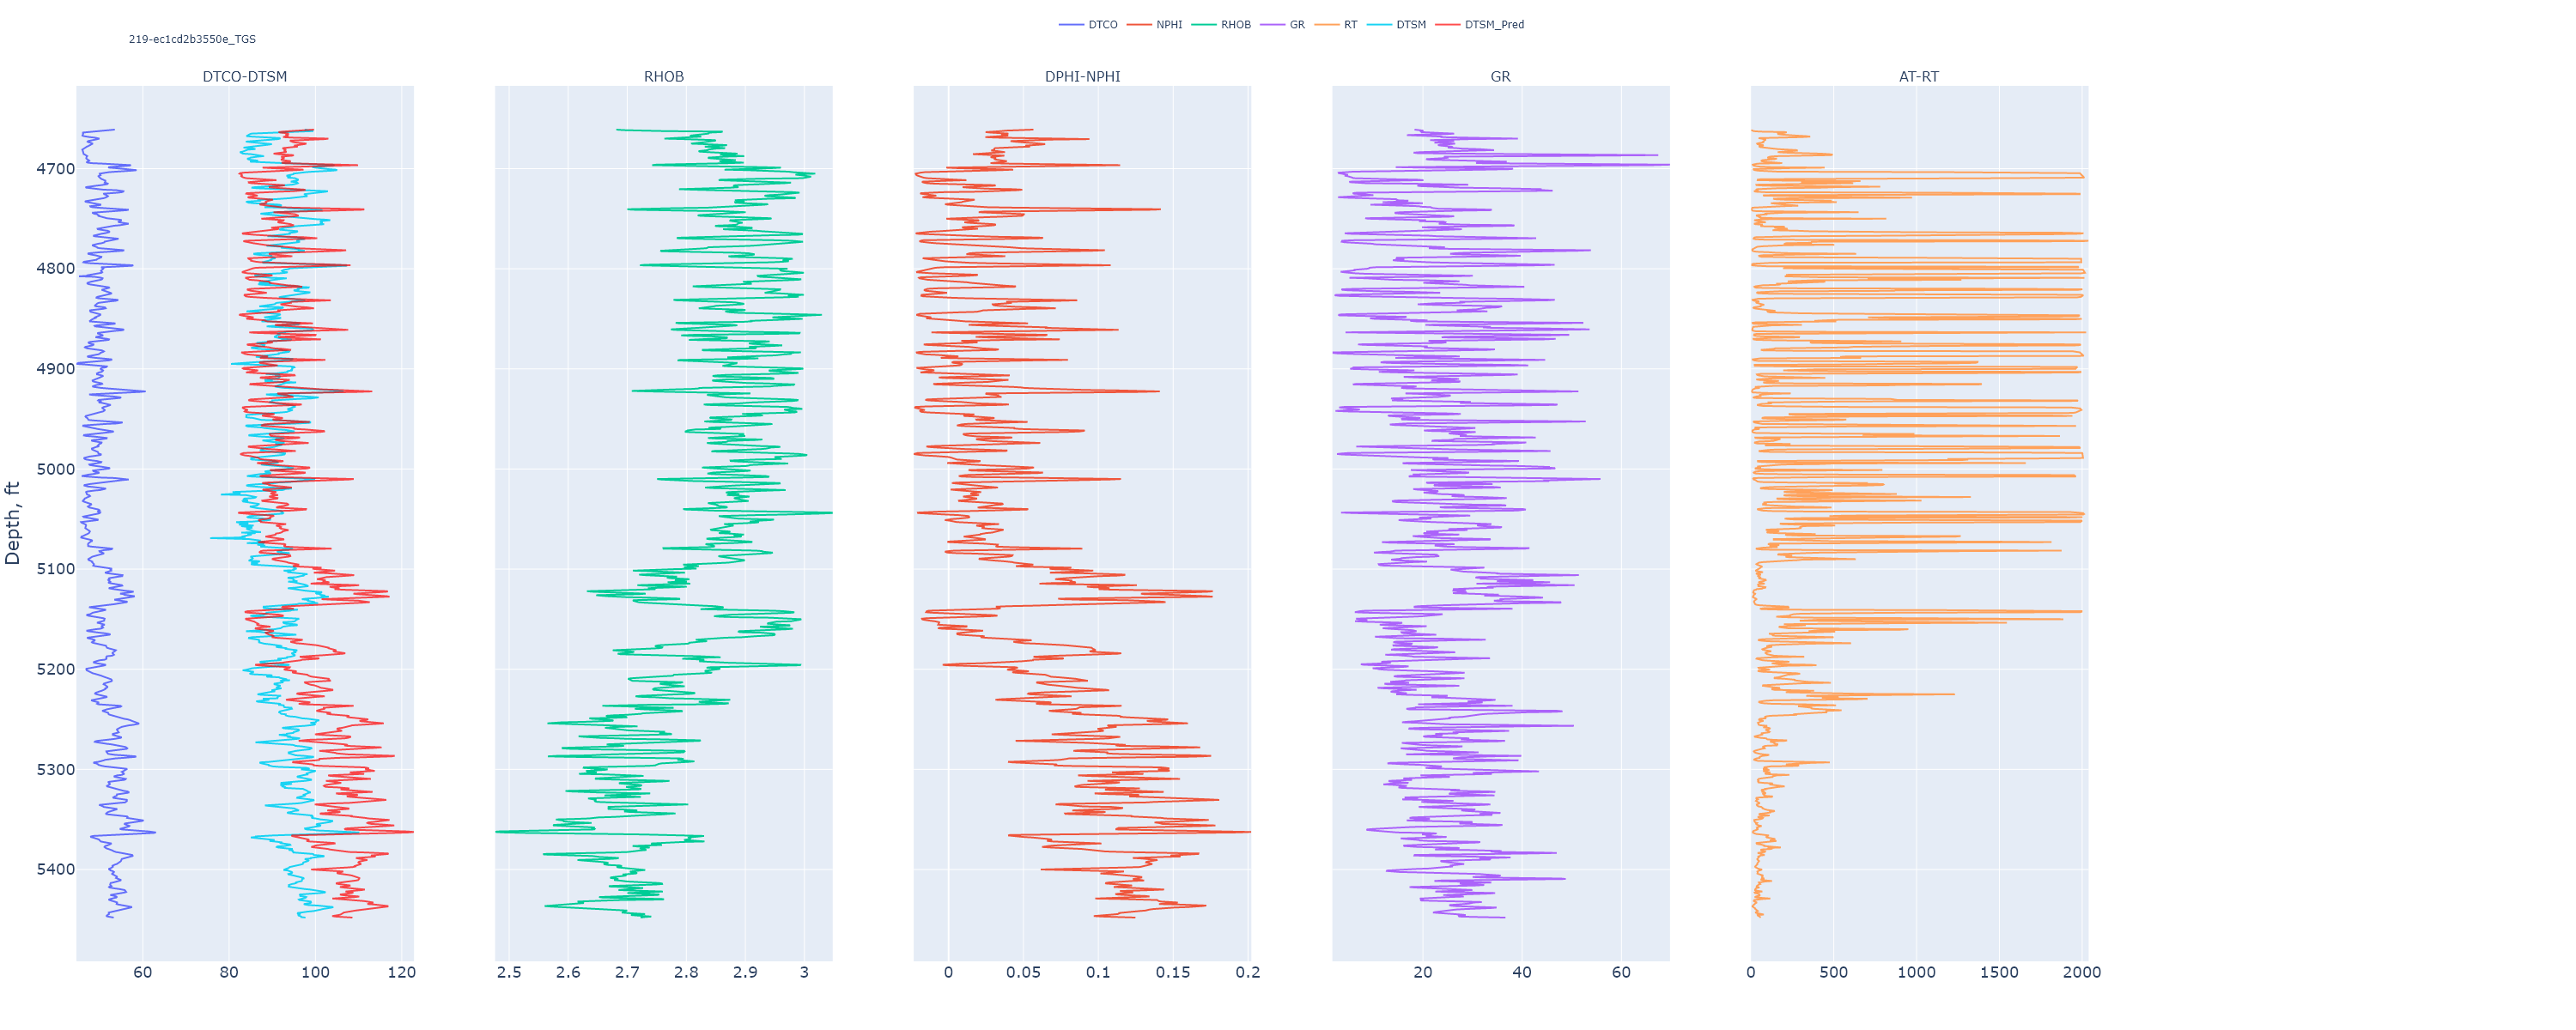 DTCO NPHI RHOB GR RT DTSM DTSM_Pred
219-ec1cd2b3550e_TGS
DTCO-DTSM RHOB DPHI-NPHI GR AT-RT
4700
4800
4900
5000
Depth, ft
5100
5200
5300
5400
60 80 100 120 2.5 2.6 2.7 2.8 2.9 3 0 0.05 0.1 0.15 0.2 20 40 60 0 500 1000 1500 2000